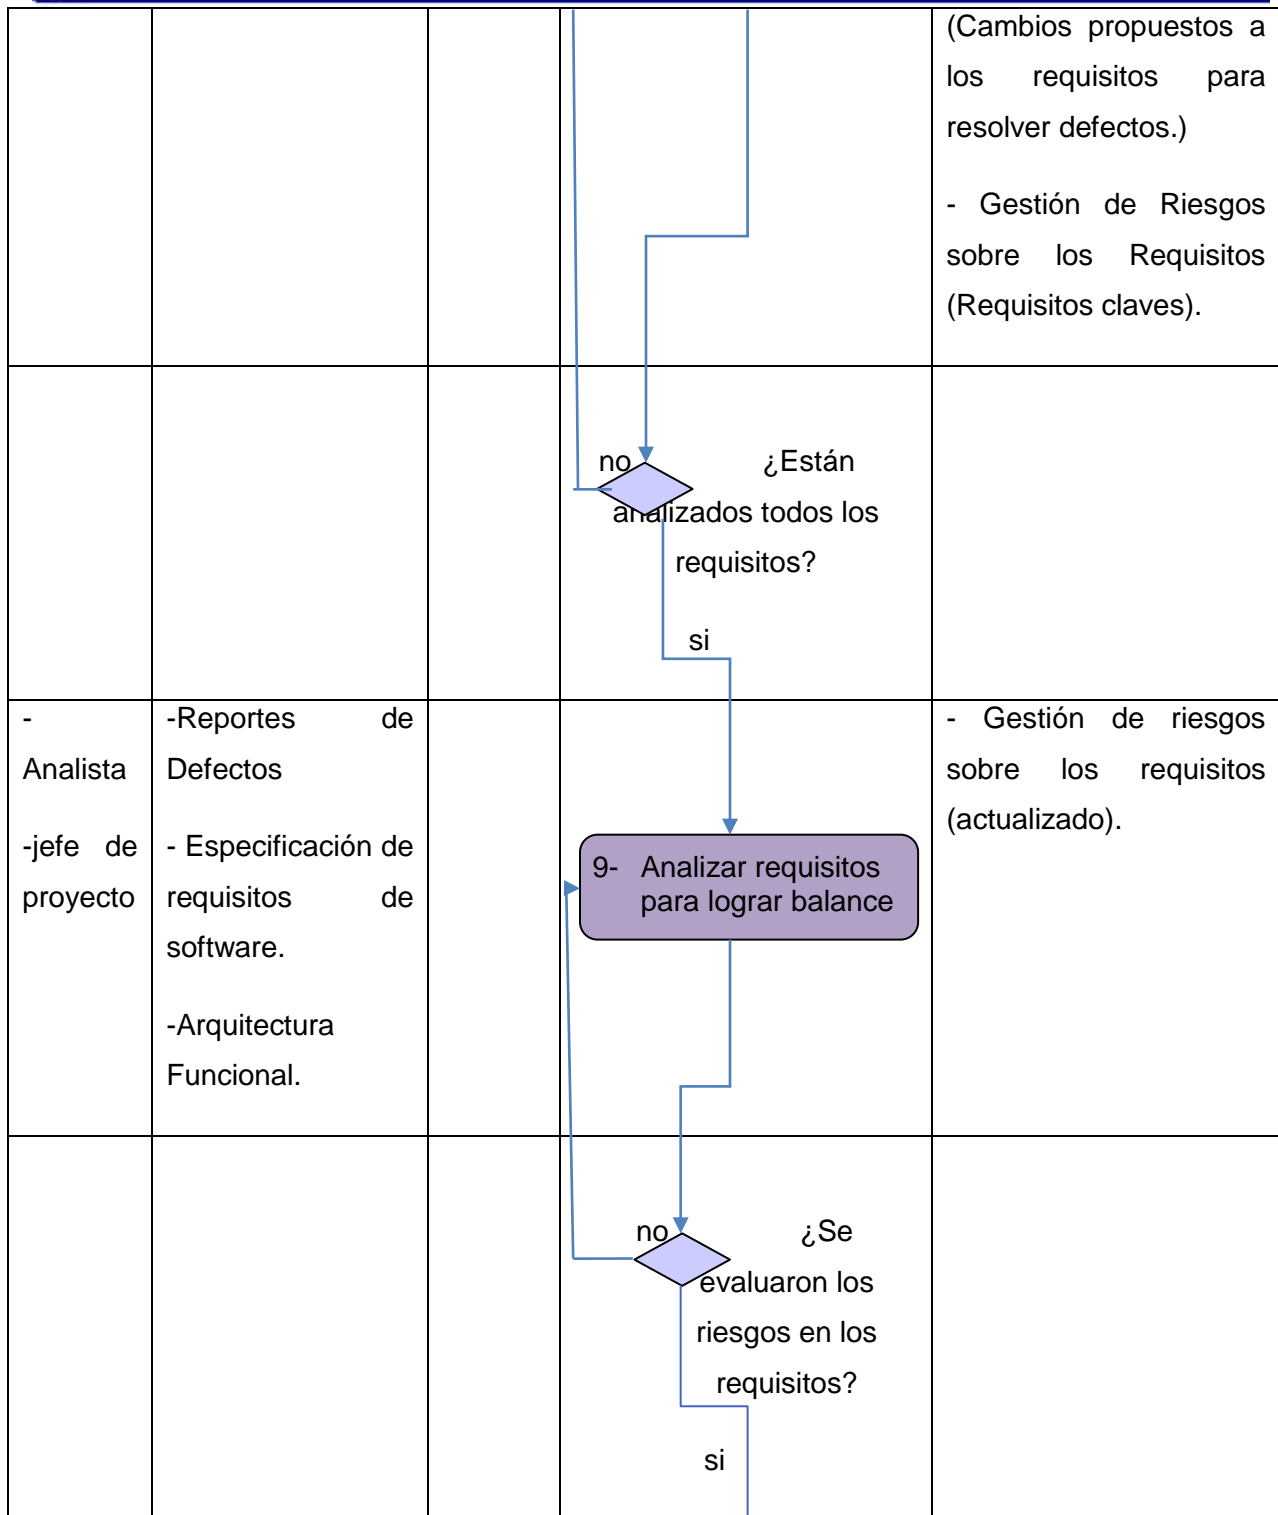 (Cambios propuestos a
los requisitos para
resolver defectos.)
- Gestión de Riesgos
sobre los Requisitos
(Requisitos claves).
no ¿Están
analizados todos los
requisitos?
si
-
Analista
-jefe de
proyecto
-Reportes de
Defectos
- Especificación de
requisitos de
software.
-Arquitectura
Funcional.
9- Analizar requisitos
para lograr balance
- Gestión de riesgos
sobre los requisitos
(actualizado).
no ¿Se
evaluaron los
riesgos en los
requisitos?
si